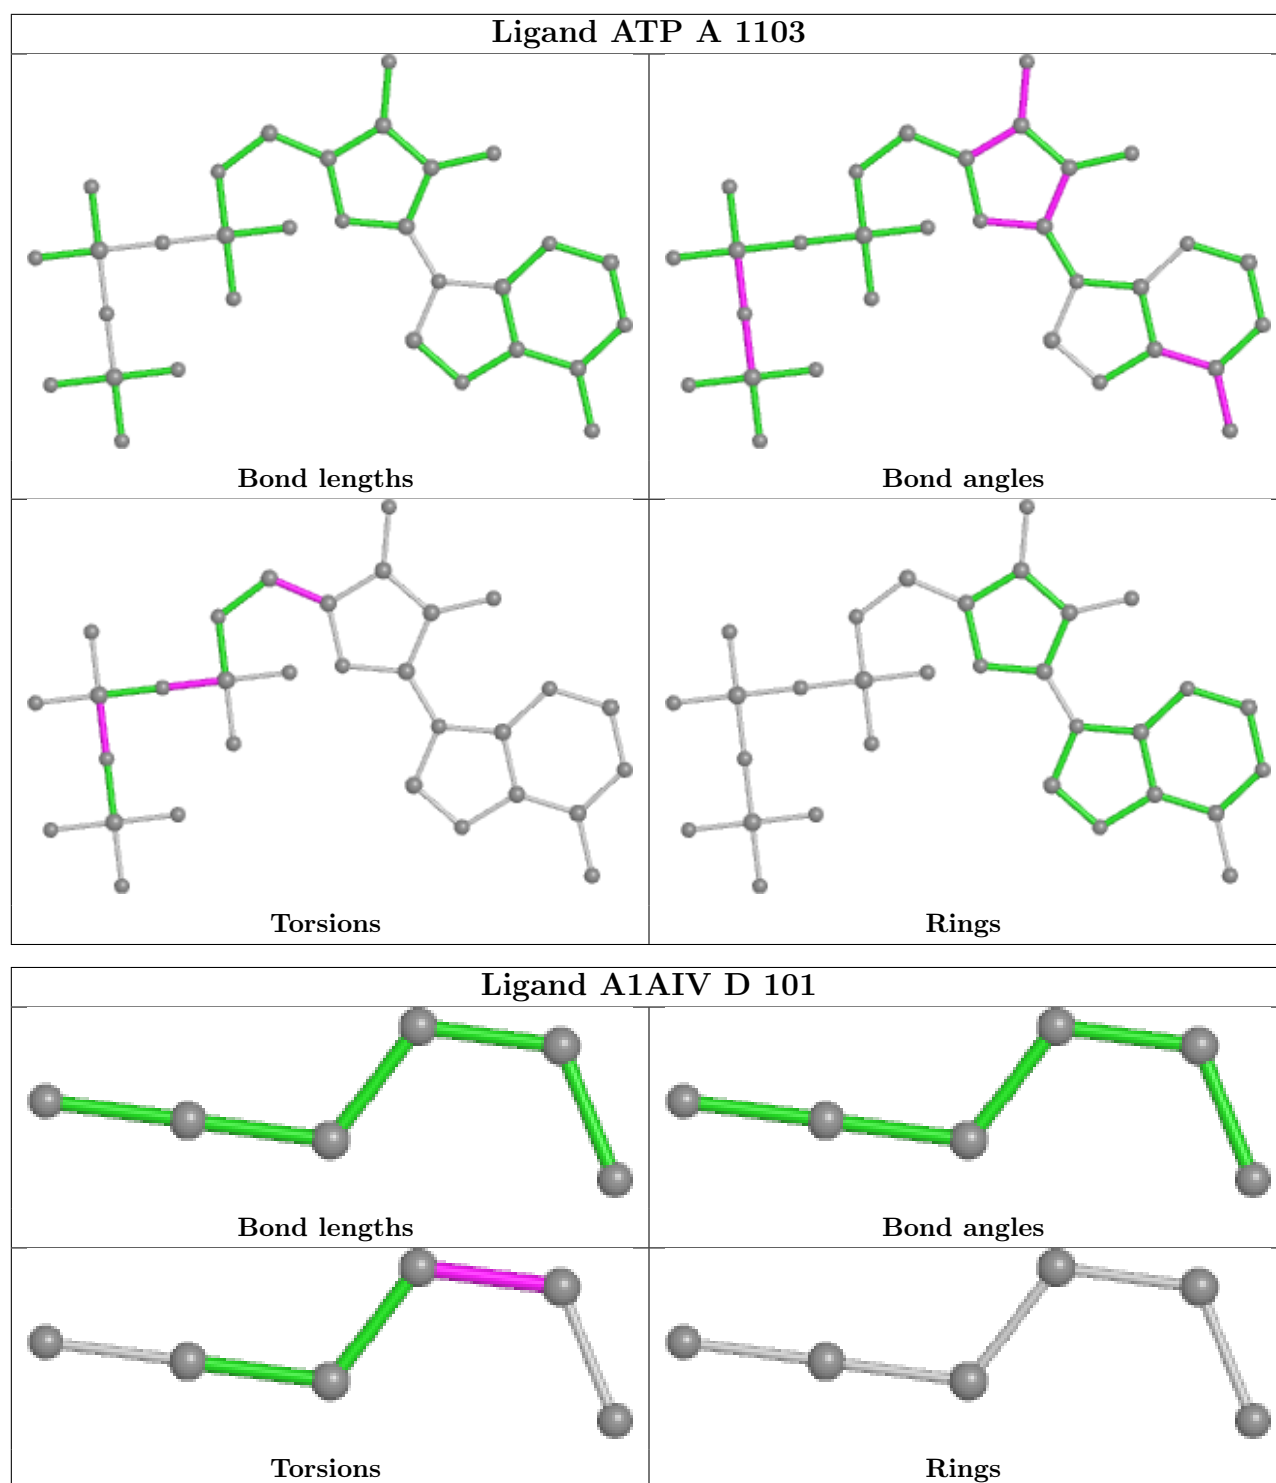 Ligand ATP A 1103
Bond lengths
Bond angles
Torsions
Rings
Ligand A1AIV D 101
Bond lengths
Bond angles
Torsions
Rings